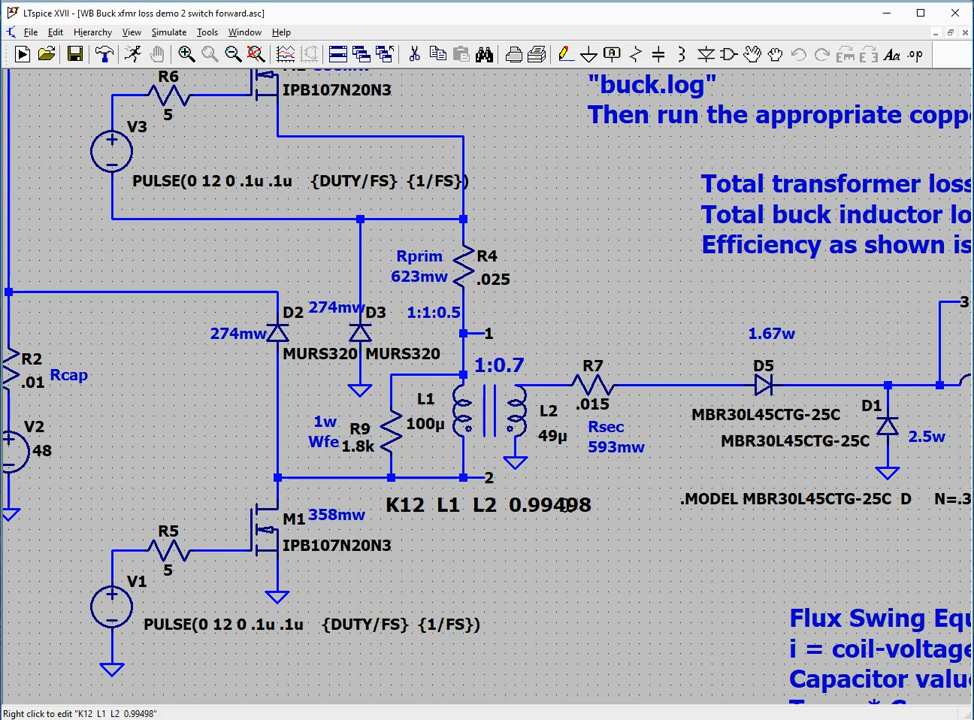 LTspice XVII - [WB Buck xfmr loss demo 2 switch forward.asc]
File Edit Hierarchy View Simulate Tools Window Help
R6
5
IPB107N20N3
V3
PULSE(0 12 0 .1u .1u {DUTY/FS} {1/FS})
"buck.log"
Then run the appropriate copp
Total transformer loss
Total buck inductor lo
Efficiency as shown is
Rprim
623mw
R4
.025
274mw
D2
MURS320
274mw
D3
MURS320
1:1:0.5
1
1:0.7
R2
.01
Rcap
V2
48
1w
Wfe
R9
1.8k
L1
100µ
L2
49µ
R7
.015
Rsec
593mw
1.67w
D5
MBR30L45CTG-25C
D1
MBR30L45CTG-25C
2.5w
3
2
K12 L1 L2 0.99498
.MODEL MBR30L45CTG-25C D N=.3
M1
358mw
IPB107N20N3
R5
5
V1
PULSE(0 12 0 .1u .1u {DUTY/FS} {1/FS})
Flux Swing Equ
i = coil-voltage
Capacitor valu
Right click to edit "K12 L1 L2 0.99498"